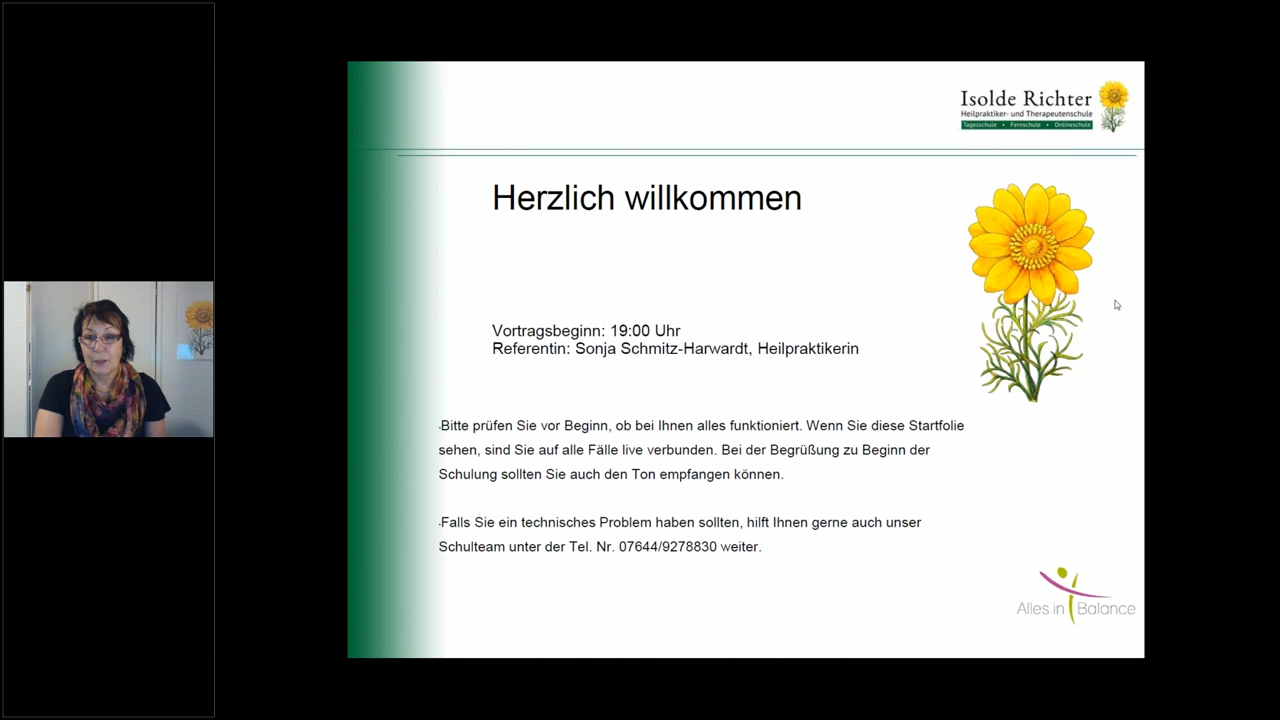 Isolde Richter
Heilpraktiker- und Therapeutenschule
Tagesschule • Fernschule • Onlineschule
Herzlich willkommen
Vortragsbeginn: 19:00 Uhr
Referentin: Sonja Schmitz-Harwardt, Heilpraktikerin
·Bitte prüfen Sie vor Beginn, ob bei Ihnen alles funktioniert. Wenn Sie diese Startfolie
sehen, sind Sie auf alle Fälle live verbunden. Bei der Begrüßung zu Beginn der
Schulung sollten Sie auch den Ton empfangen können.
·Falls Sie ein technisches Problem haben sollten, hilft Ihnen gerne auch unser
Schulteam unter der Tel. Nr. 07644/9278830 weiter.
Alles in Balance